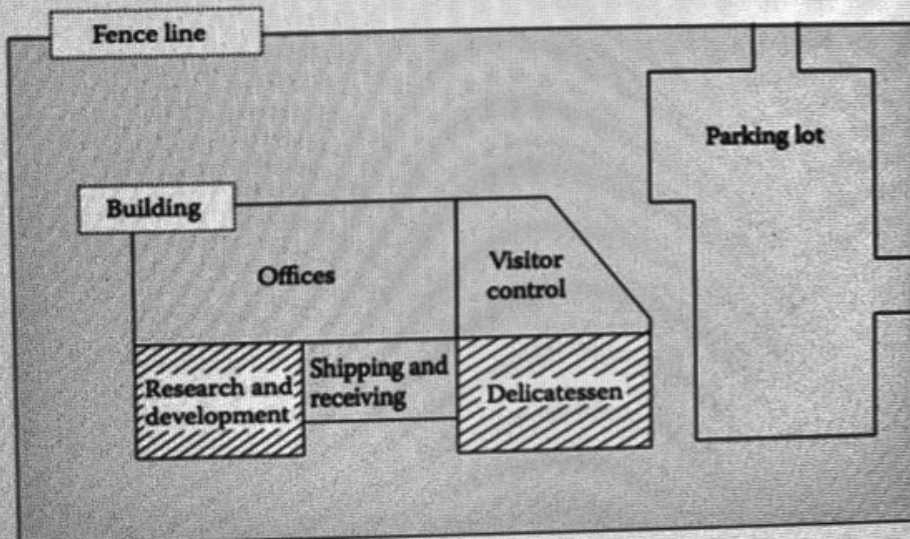 Fence line
Parking lot
Building
Offices
Visitor
control
Research and
development
Shipping and
receiving
Delicatessen